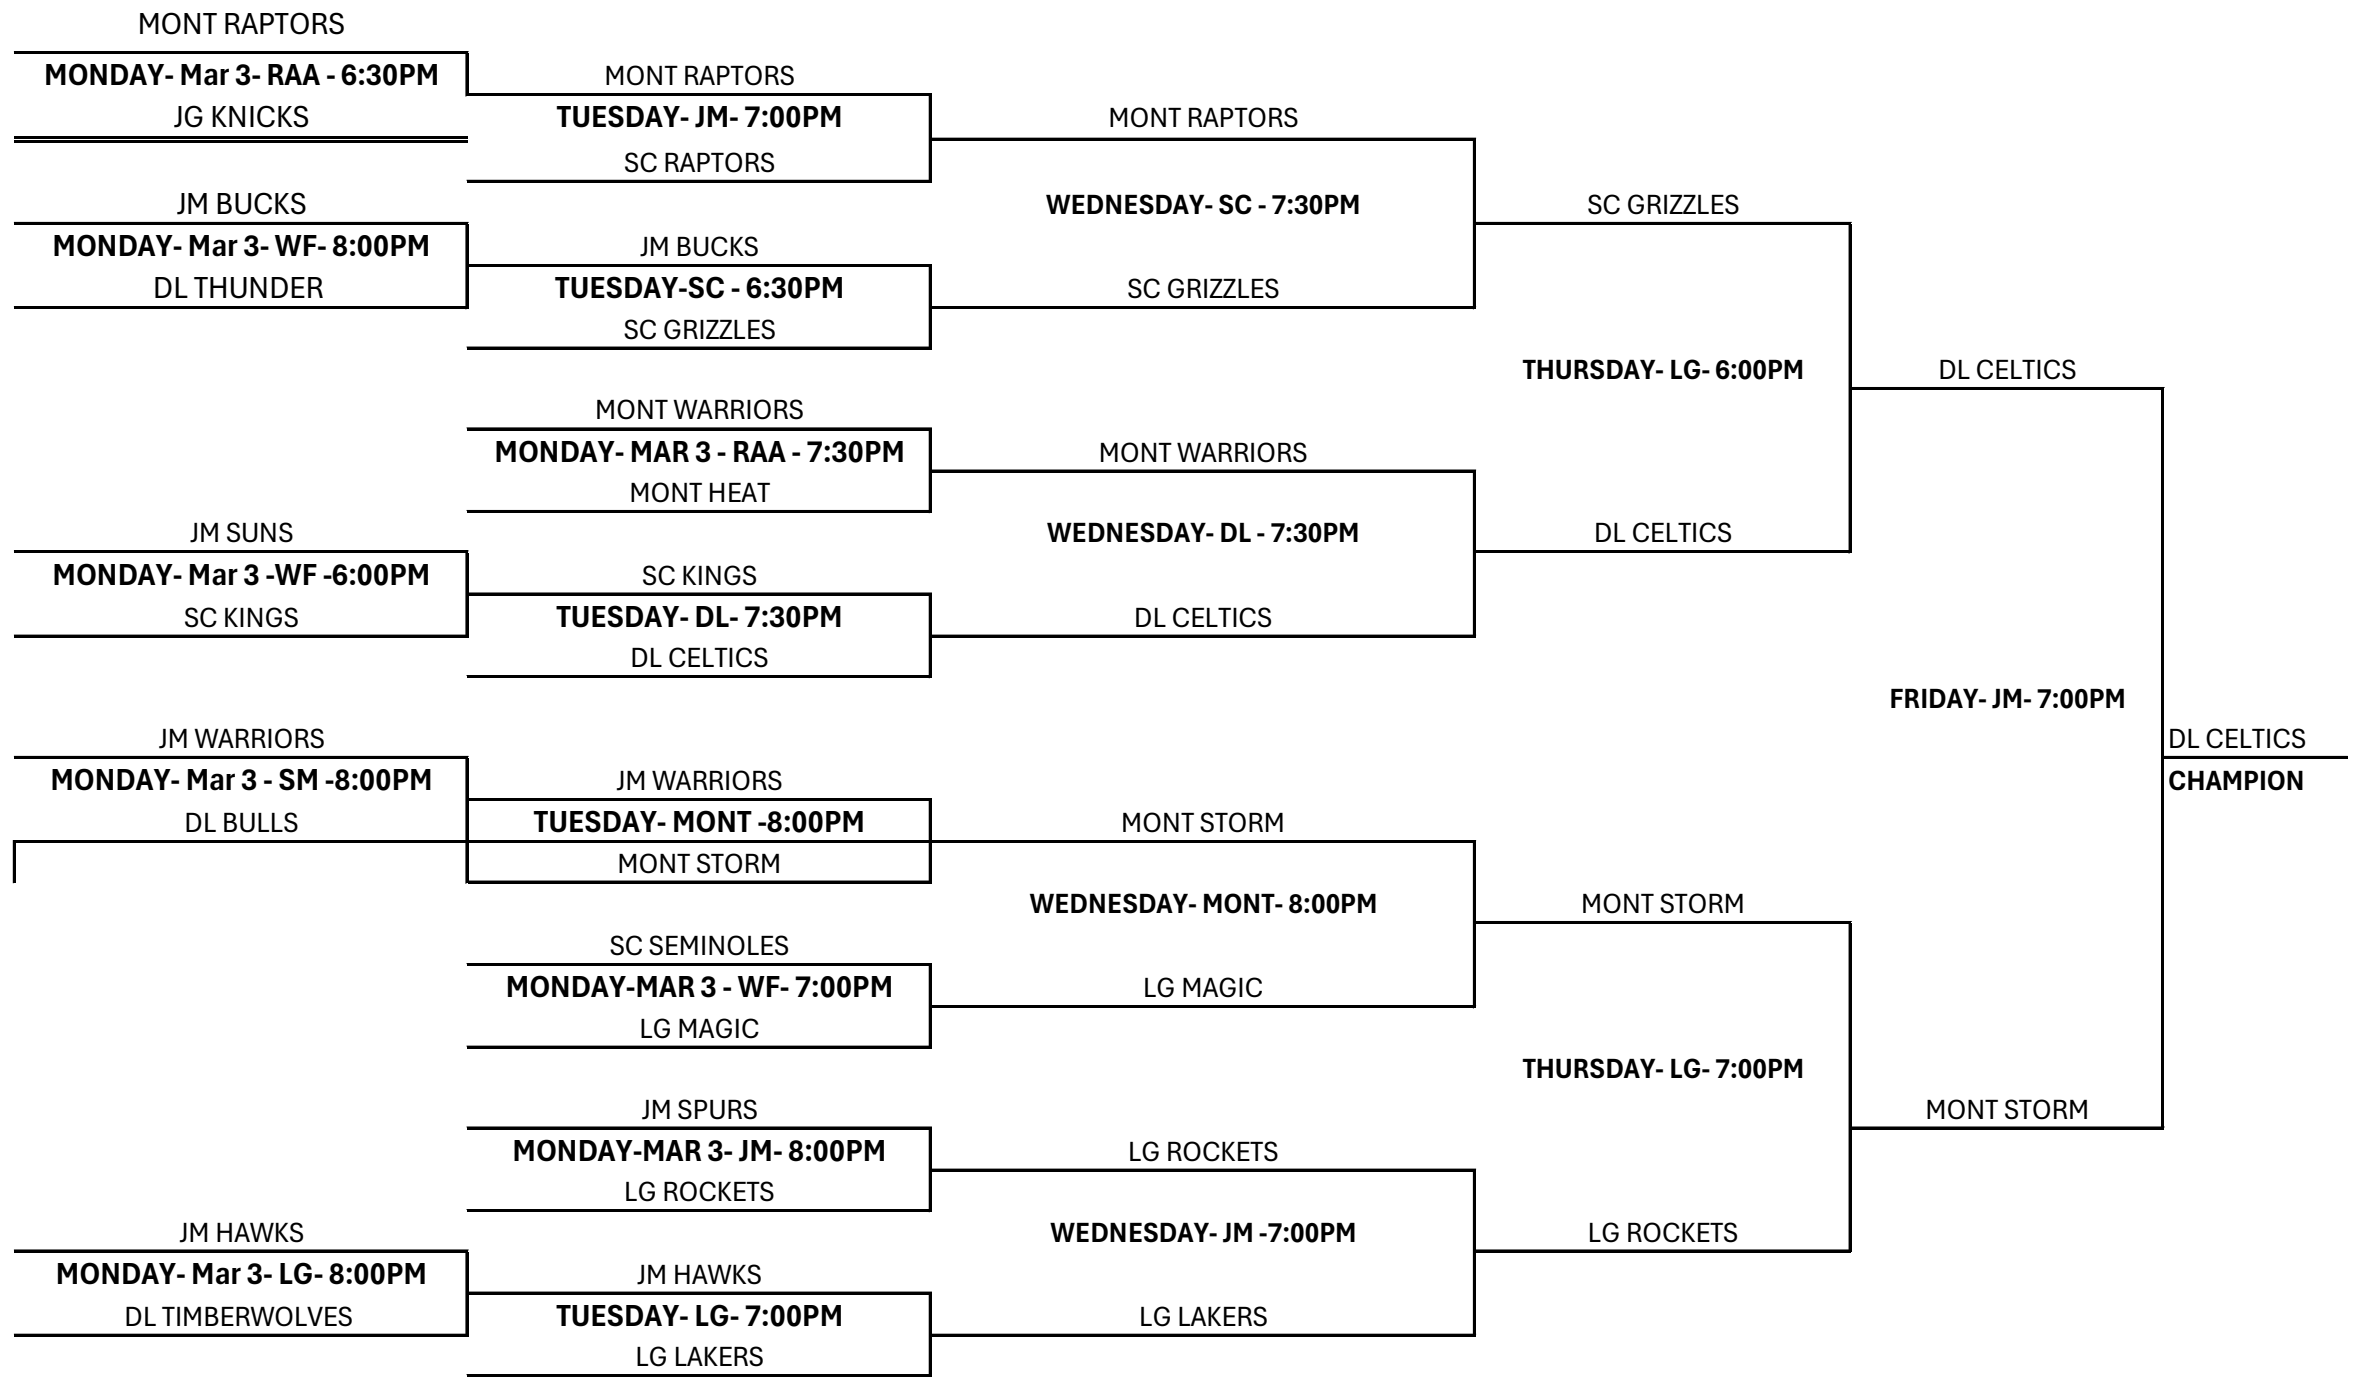 MONT RAPTORS
MONDAY- Mar 3- RAA - 6:30PM
JG KNICKS
JM BUCKS
MONDAY- Mar 3- WF- 8:00PM
DL THUNDER
JM SUNS
MONDAY- Mar 3 -WF -6:00PM
SC KINGS
JM WARRIORS
MONDAY- Mar 3 - SM -8:00PM
DL BULLS
JM HAWKS
MONDAY- Mar 3- LG- 8:00PM
DL TIMBERWOLVES
MONT RAPTORS
TUESDAY- JM- 7:00PM
SC RAPTORS
JM BUCKS
TUESDAY-SC - 6:30PM
SC GRIZZLES
MONT WARRIORS
MONDAY- MAR 3 - RAA - 7:30PM
MONT HEAT
SC KINGS
TUESDAY- DL- 7:30PM
DL CELTICS
JM WARRIORS
TUESDAY- MONT -8:00PM
MONT STORM
SC SEMINOLES
MONDAY-MAR 3 - WF- 7:00PM
LG MAGIC
JM SPURS
MONDAY-MAR 3- JM- 8:00PM
LG ROCKETS
JM HAWKS
TUESDAY- LG- 7:00PM
LG LAKERS
MONT RAPTORS
WEDNESDAY- SC - 7:30PM
SC GRIZZLES
MONT WARRIORS
WEDNESDAY- DL - 7:30PM
DL CELTICS
MONT STORM
WEDNESDAY- MONT- 8:00PM
LG MAGIC
LG ROCKETS
WEDNESDAY- JM -7:00PM
LG LAKERS
SC GRIZZLES
THURSDAY- LG- 6:00PM
DL CELTICS
MONT STORM
THURSDAY- LG- 7:00PM
LG ROCKETS
DL CELTICS
FRIDAY- JM- 7:00PM
MONT STORM
DL CELTICS
CHAMPION